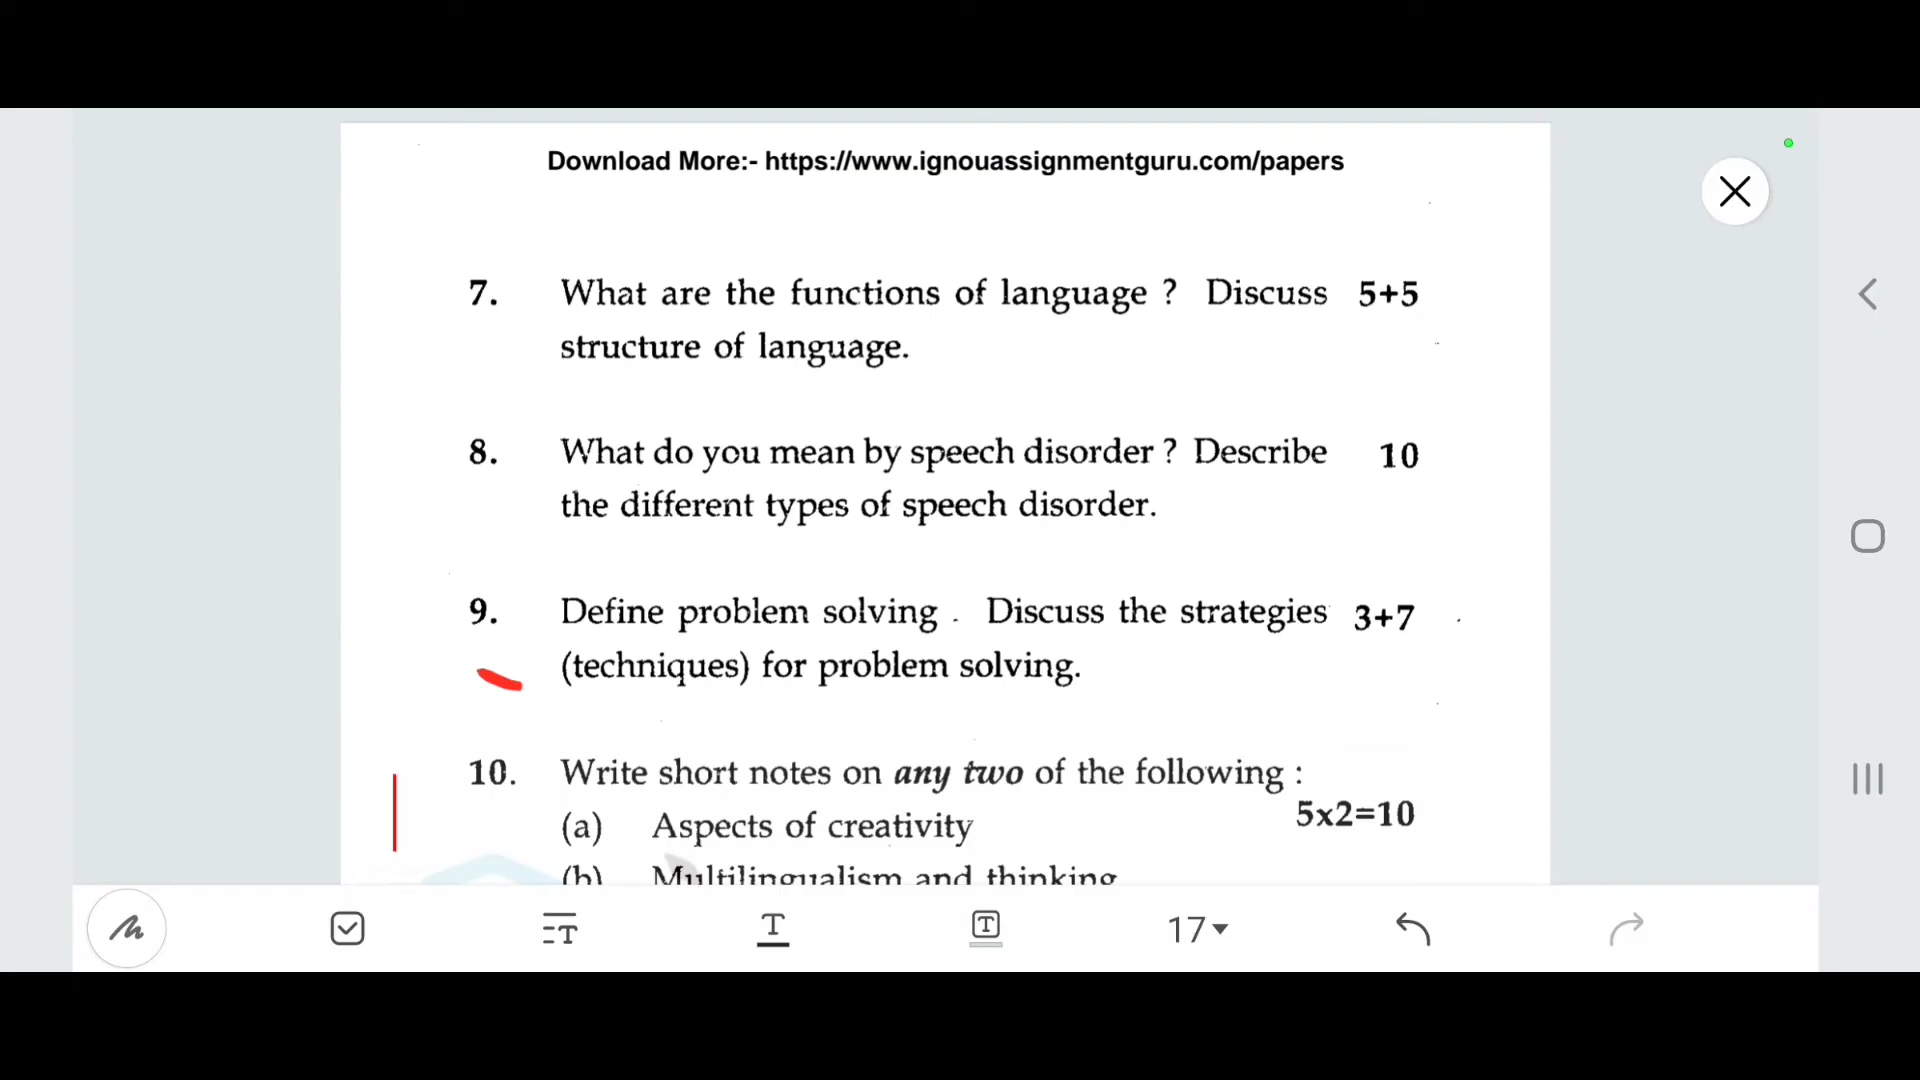 Download More:- https://www.ignouassignmentguru.com/papers
7. What are the functions of language ? Discuss 5+5
structure of language.
8. What do you mean by speech disorder ? Describe 10
the different types of speech disorder.
9. Define problem solving . Discuss the strategies 3+7
(techniques) for problem solving.
10. Write short notes on any two of the following :
5x2=10
(a) Aspects of creativity
(b) Multilingualism and thinking
17